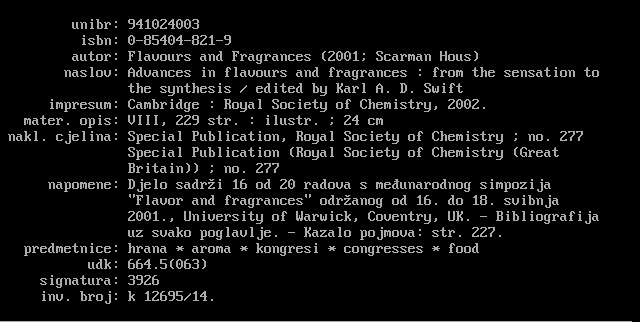 unibr: 941024003
isbn: 0-85404-821-9
autor: Flavours and Fragrances (2001; Scarman Hous)
naslov: Advances in flavours and fragrances : from the sensation to
the synthesis / edited by Karl A. D. Swift
impresum: Cambridge : Royal Society of Chemistry, 2002.
mater. opis: VIII, 229 str. : ilustr. ; 24 cm
nakl. cjelina: Special Publication, Royal Society of Chemistry ; no. 277
Special Publication (Royal Society of Chemistry (Great
Britain)) ; no. 277
napomene: Djelo sadrži 16 od 20 radova s međunarodnog simpozija
"Flavor and fragrances" održanog od 16. do 18. svibnja
2001., University of Warwick, Coventry, UK. - Bibliografija
uz svako poglavlje. - Kazalo pojmova: str. 227.
predmetnice: hrana * aroma * kongresi * congresses * food
udk: 664.5(063)
signatura: 3926
inv. broj: k 12695/14.